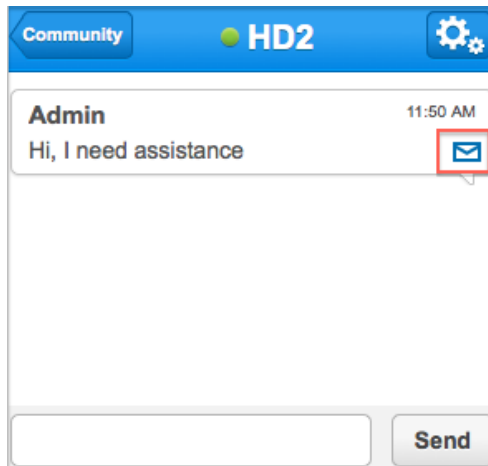 Community
HD2
Admin
11:50 AM
Hi, I need assistance
Send